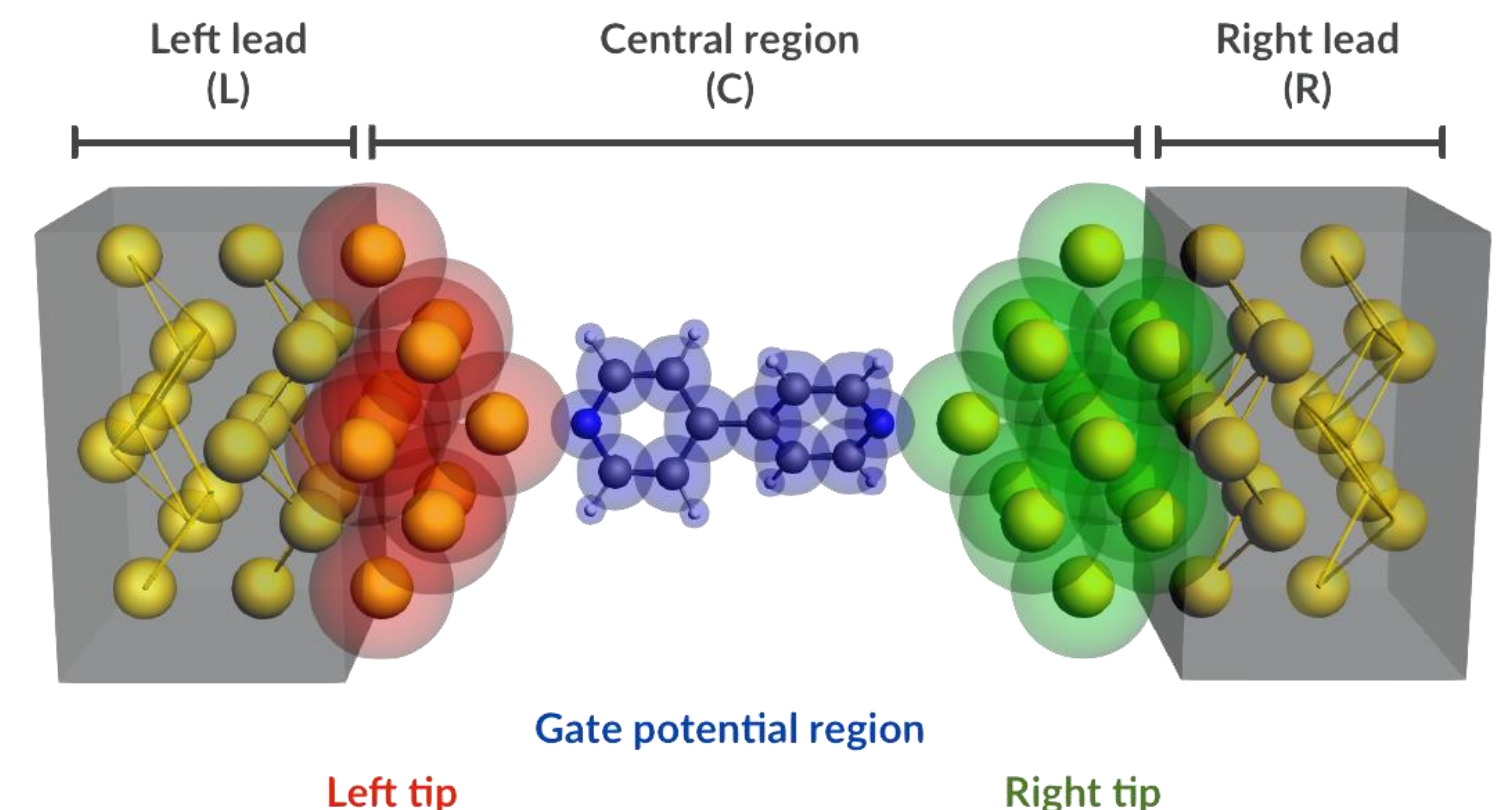 Left lead
(L)
Central region
(C)
Right lead
(R)
Gate potential region
Left tip
Right tip